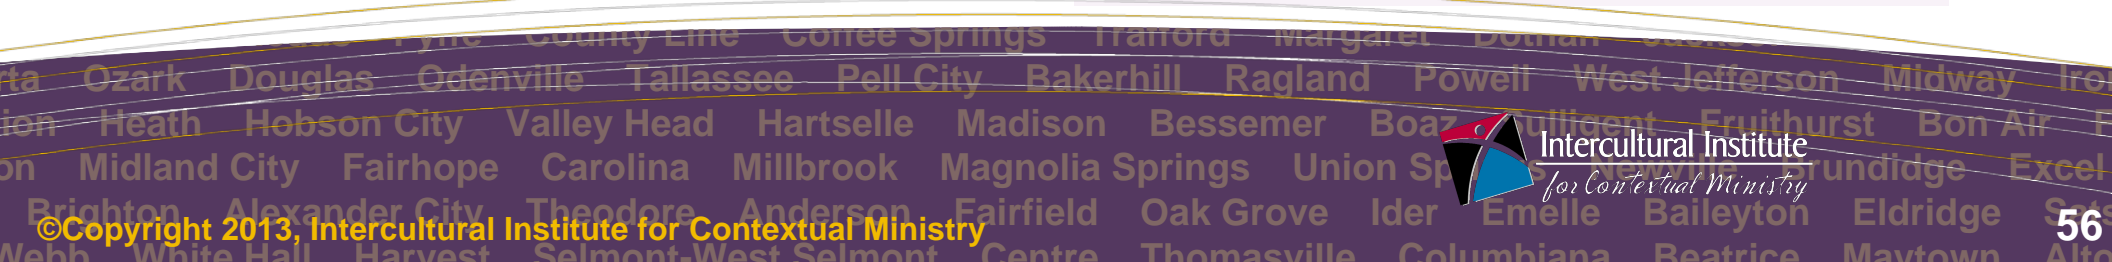 County Line Coffee Springs Trafford Margaret Dothan
Ozark Douglas Odenville Tallassee Pell City Bakerhill Ragland Powell West Jefferson Midway
Heath Hobson City Valley Head Hartselle Madison Bessemer Boaz Fruithurst Bon Air
Intercultural Institute
Midland City Fairhope Carolina Millbrook Magnolia Springs Union Brundidge Excel
for Contextual Ministry
Brighton Alexander City Theodore Anderson Fairfield Oak Grove Ider Emelle Baileyton Eldridge
©Copyright 2013, Intercultural Institute for Contextual Ministry
56
Webb White Hall Harvest Selmont-West Selmont Centre Thomasville Columbiana Beatrice Maytown